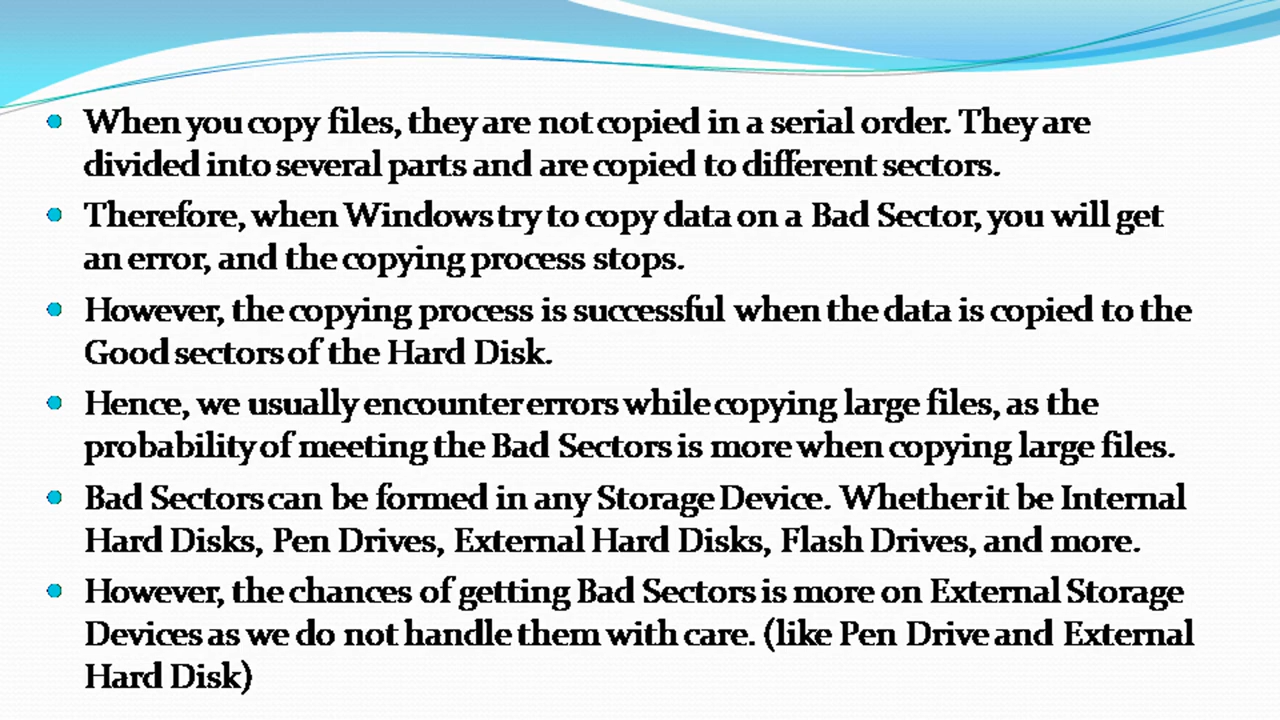 When you copy files, they are not copied in a serial order. They are
divided into several parts and are copied to different sectors.
Therefore, when Windows try to copy data on a Bad Sector, you will get
an error, and the copying process stops.
However, the copying process is successful when the data is copied to the
Good sectors of the Hard Disk.
Hence, we usually encounter errors while copying large files, as the
probability of meeting the Bad Sectors is more when copying large files.
Bad Sectors can be formed in any Storage Device. Whether it be Internal
Hard Disks, Pen Drives, External Hard Disks, Flash Drives, and more.
However, the chances of getting Bad Sectors is more on External Storage
Devices as we do not handle them with care. (like Pen Drive and External
Hard Disk)